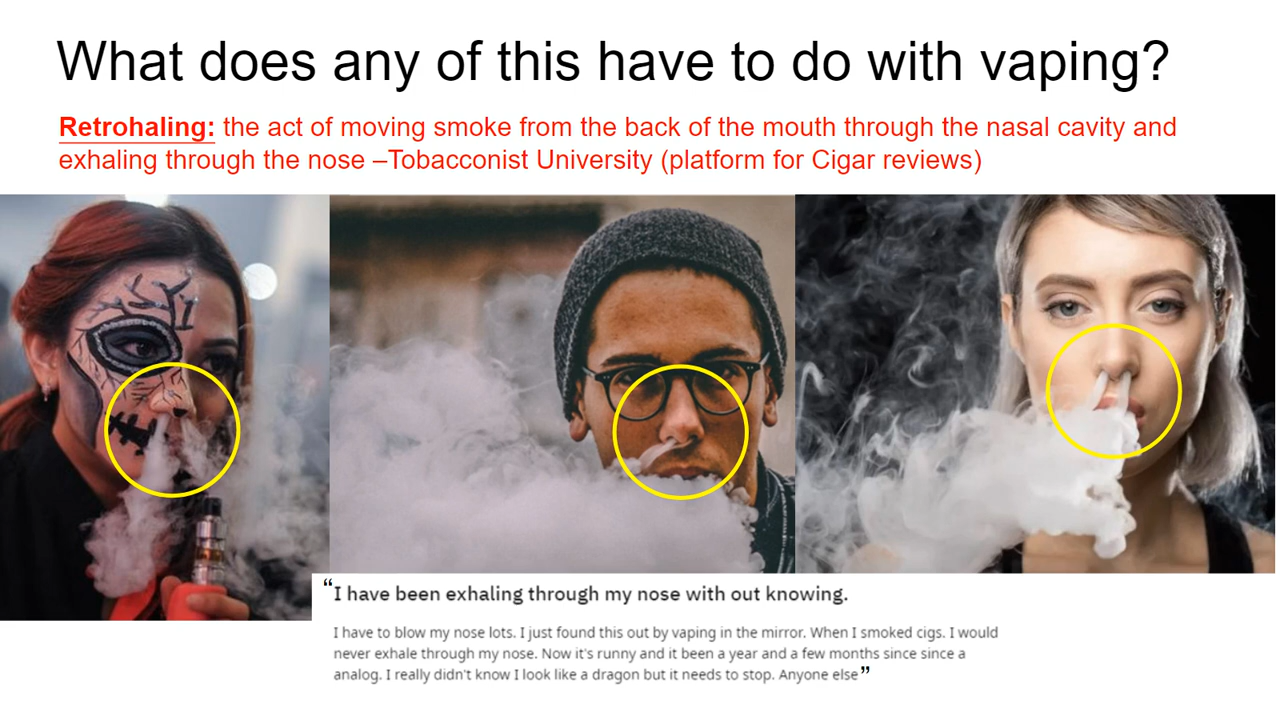 What does any of this have to do with vaping?
Retrohaling: the act of moving smoke from the back of the mouth through the nasal cavity and
exhaling through the nose –Tobacconist University (platform for Cigar reviews)
“I have been exhaling through my nose with out knowing.
I have to blow my nose lots. I just found this out by vaping in the mirror. When I smoked cigs. I would
never exhale through my nose. Now it's runny and it been a year and a few months since since a
analog. I really didn't know I look like a dragon but it needs to stop. Anyone else”